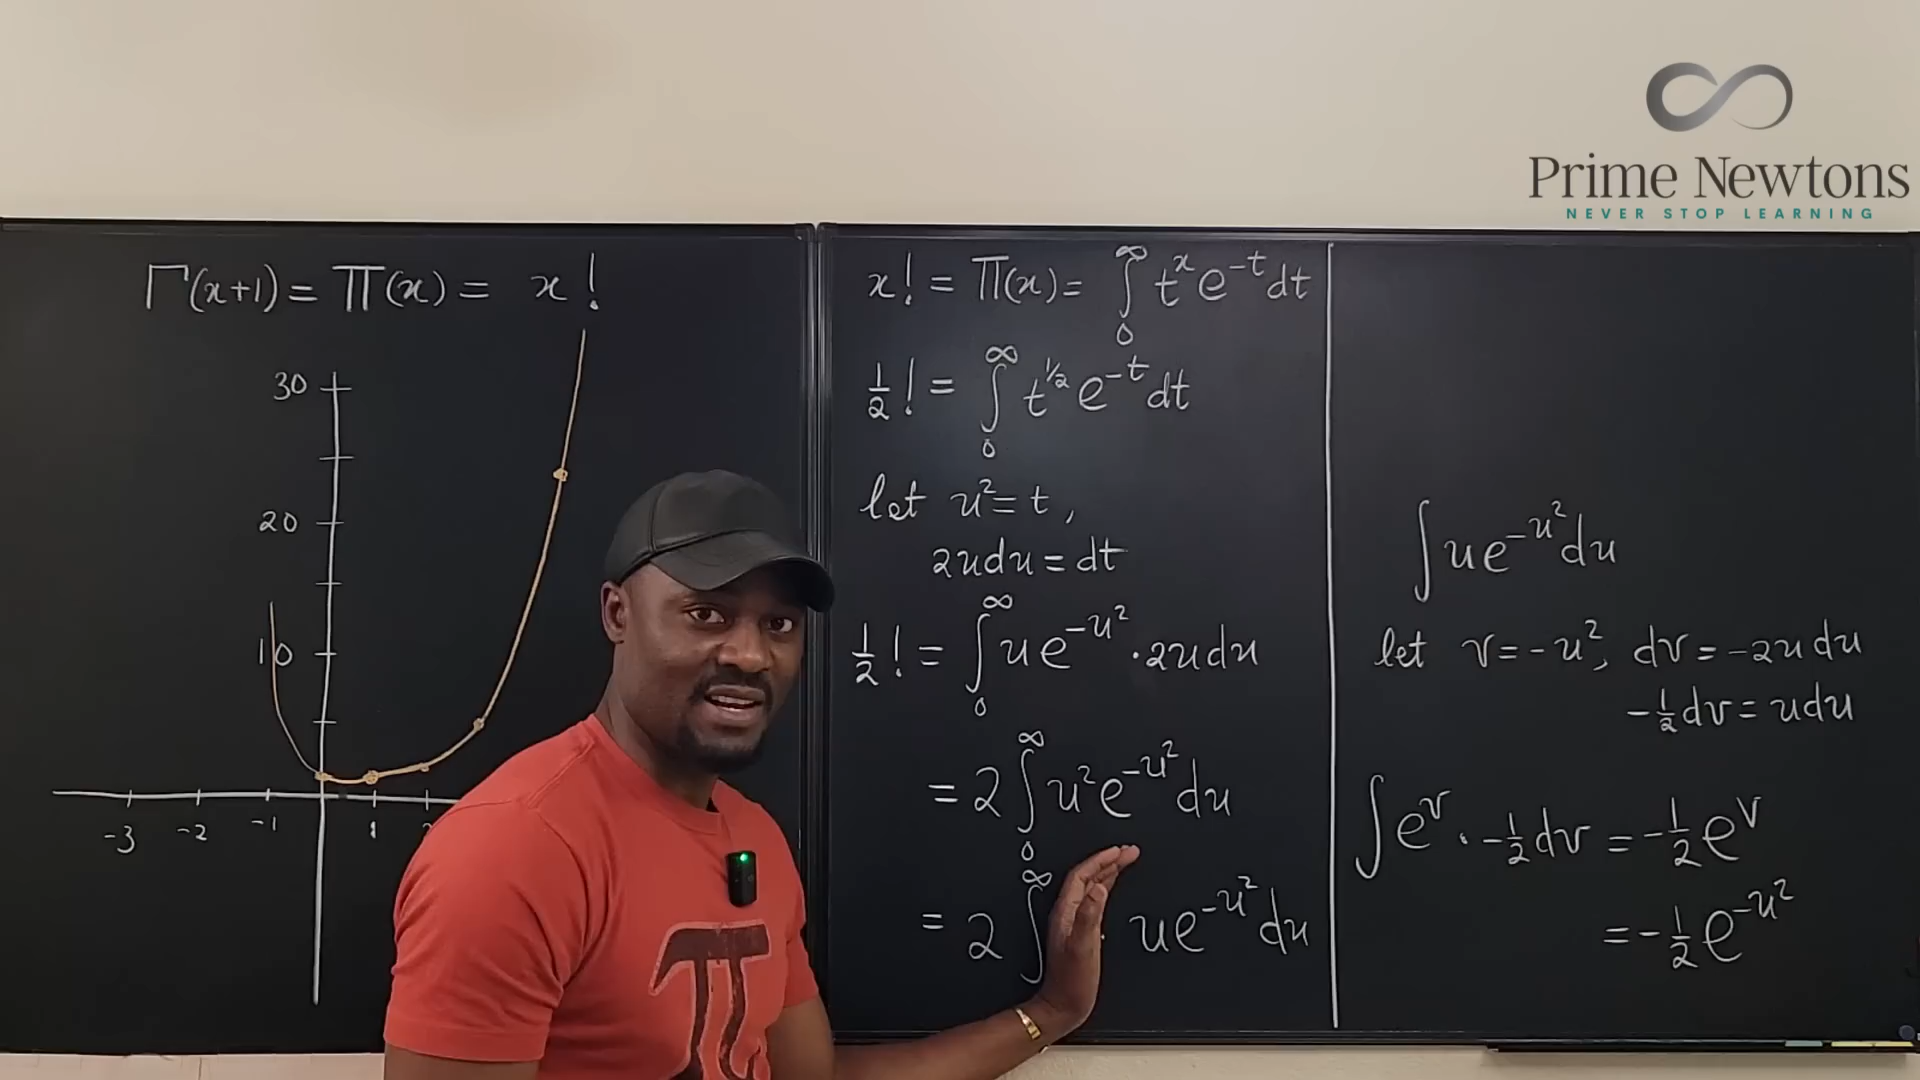 Prime Newtons
NEVER STOP LEARNING
Γ(x+1) = Π(x) = x!
30
20
10
-3 -2 -1 1 2
x! = Π(x) = ∫₀^∞ t^x e^-t dt
½! = ∫₀^∞ t^½ e^-t dt
let u² = t,
2udu = dt
½! = ∫₀^∞ u e^-u² · 2udu
= 2 ∫₀^∞ u² e^-u² du
= 2 ∫^∞ · ue^-u² du
∫ue^-u² du
let v = -u², dv = -2udu
-½dv = udu
∫e^v · -½dv = -½e^v
= -½e^-u²
π